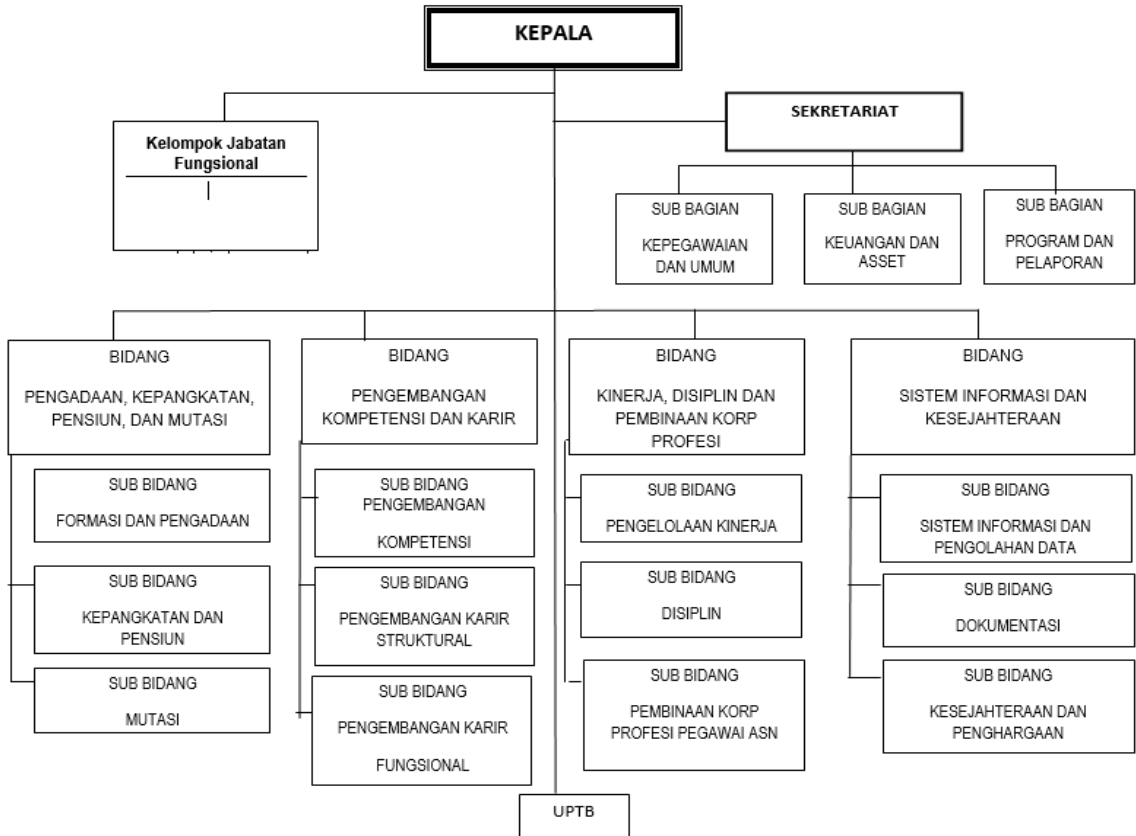 KEPALA
SEKRETARIAT
Kelompok Jabatan
Fungsional
SUB BAGIAN
KEPEGAWAIAN
DAN UMUM
SUB BAGIAN
KEUANGAN DAN
ASSET
SUB BAGIAN
PROGRAM DAN
PELAPORAN
BIDANG
PENGADAAN, KEPANGKATAN,
PENSIUN, DAN MUTASI
SUB BIDANG
FORMASI DAN PENGADAAN
SUB BIDANG
KEPANGKATAN DAN
PENSIUN
SUB BIDANG
MUTASI
BIDANG
PENGEMBANGAN
KOMPETENSI DAN KARIR
SUB BIDANG
PENGEMBANGAN
KOMPETENSI
SUB BIDANG
PENGEMBANGAN KARIR
STRUKTURAL
SUB BIDANG
PENGEMBANGAN KARIR
FUNGSIONAL
BIDANG
KINERJA, DISIPLIN DAN
PEMBINAAN KORP
PROFESI
SUB BIDANG
PENGELOLAAN KINERJA
SUB BIDANG
DISIPLIN
SUB BIDANG
PEMBINAAN KORP
PROFESI PEGAWAI ASN
BIDANG
SISTEM INFORMASI DAN
KESEJAHTERAAN
SUB BIDANG
SISTEM INFORMASI DAN
PENGOLAHAN DATA
SUB BIDANG
DOKUMENTASI
SUB BIDANG
KESEJAHTERAAN DAN
PENGHARGAAN
UPTB